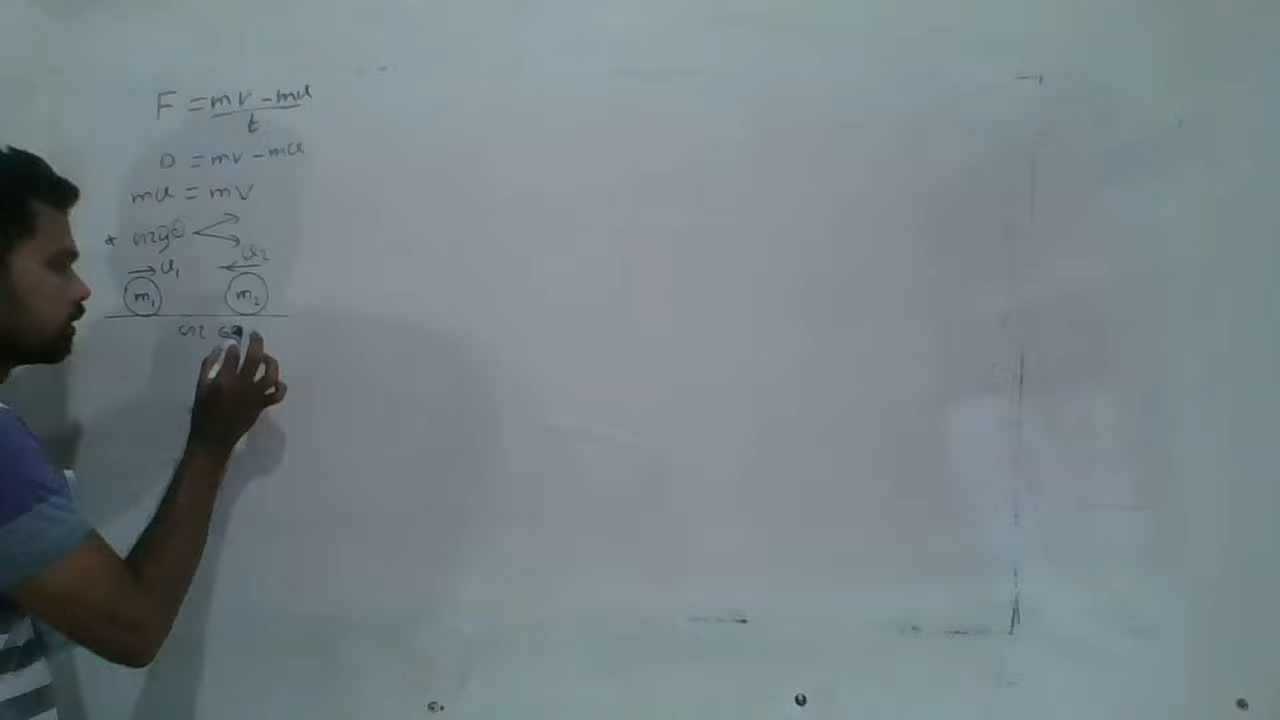 F = mv - mu
t
0 = mv - mu
mu = mv
u₁ u₂
m₁ m₂